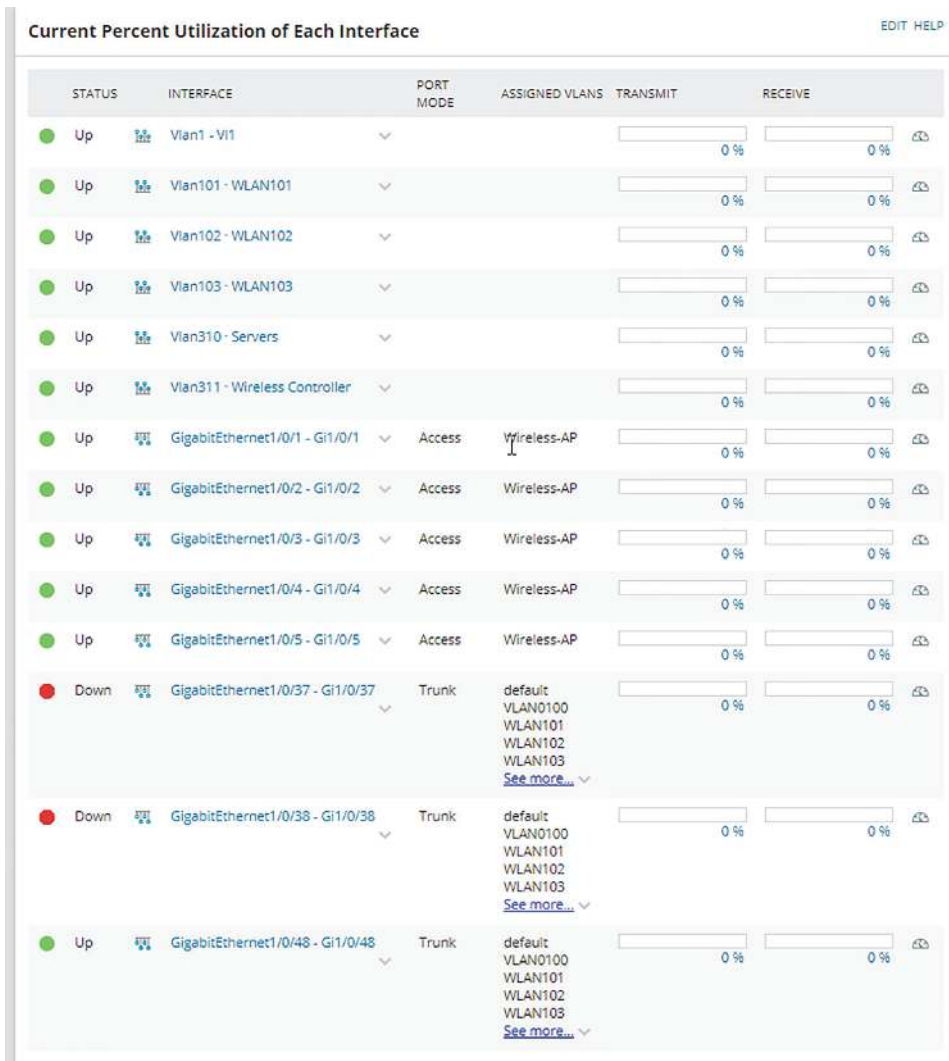 Current Percent Utilization of Each Interface
EDIT HELP
STATUS INTERFACE PORT MODE ASSIGNED VLANS TRANSMIT RECEIVE
Up Vlan1 - Vl1 0 % 0 %
Up Vlan101 · WLAN101 0 % 0 %
Up Vlan102 · WLAN102 0 % 0 %
Up Vlan103 · WLAN103 0 % 0 %
Up Vlan310 · Servers 0 % 0 %
Up Vlan311 · Wireless Controller 0 % 0 %
Up GigabitEthernet1/0/1 - Gi1/0/1 Access Wireless-AP 0 % 0 %
Up GigabitEthernet1/0/2 - Gi1/0/2 Access Wireless-AP 0 % 0 %
Up GigabitEthernet1/0/3 - Gi1/0/3 Access Wireless-AP 0 % 0 %
Up GigabitEthernet1/0/4 - Gi1/0/4 Access Wireless-AP 0 % 0 %
Up GigabitEthernet1/0/5 - Gi1/0/5 Access Wireless-AP 0 % 0 %
Down GigabitEthernet1/0/37 - Gi1/0/37 Trunk default 0 % 0 %
VLAN0100
WLAN101
WLAN102
WLAN103
See more...
Down GigabitEthernet1/0/38 - Gi1/0/38 Trunk default 0 % 0 %
VLAN0100
WLAN101
WLAN102
WLAN103
See more...
Up GigabitEthernet1/0/48 - Gi1/0/48 Trunk default 0 % 0 %
VLAN0100
WLAN101
WLAN102
WLAN103
See more...